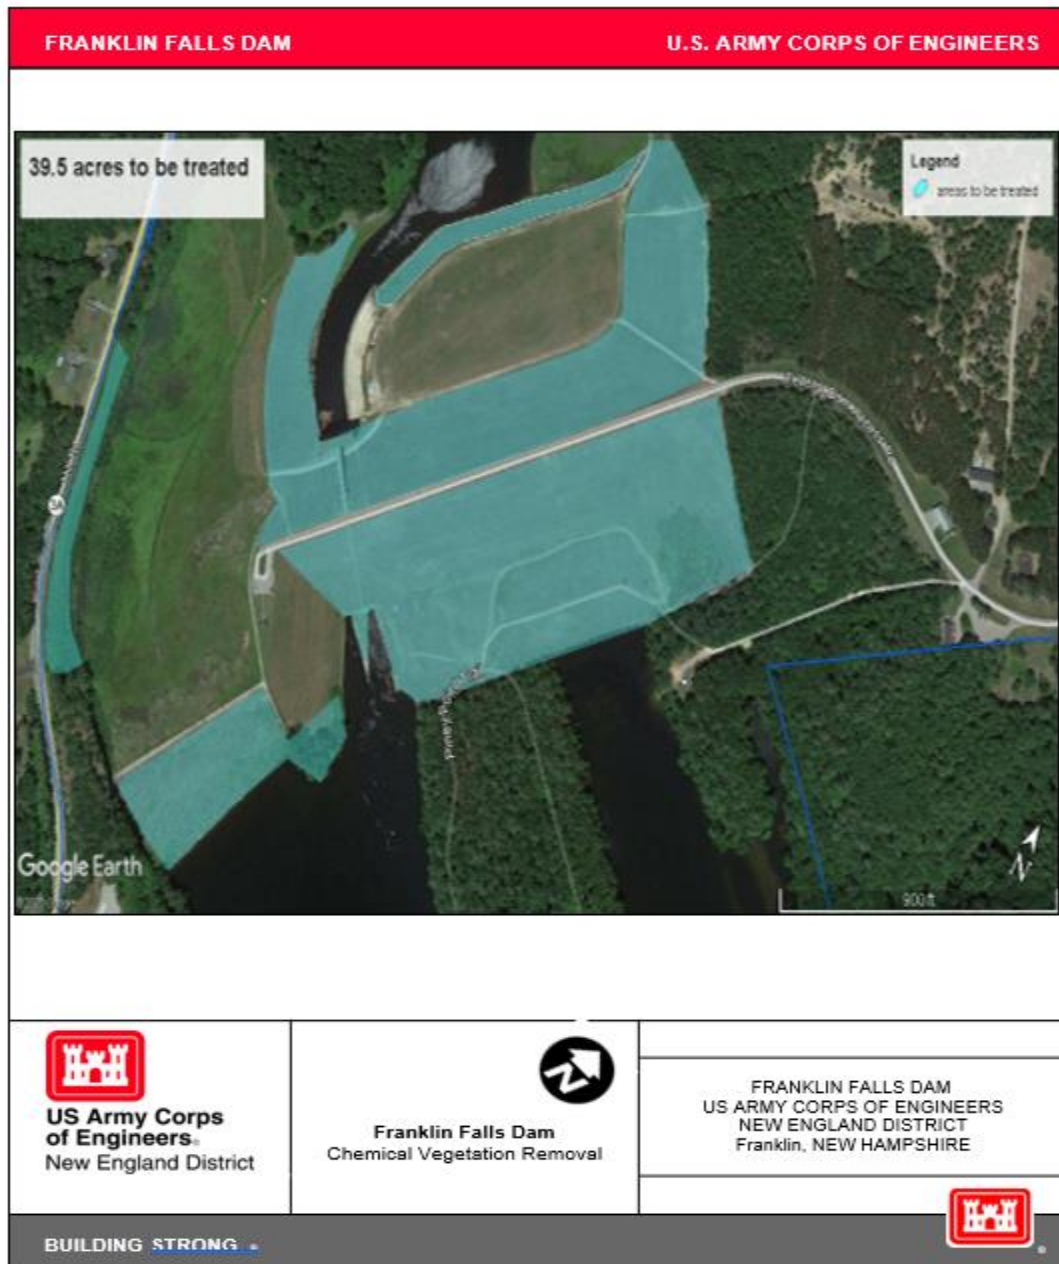 FRANKLIN FALLS DAM
U.S. ARMY CORPS OF ENGINEERS
39.5 acres to be treated
Legend
areas to be treated
3A
N
Google Earth
900 ft
US Army Corps
of Engineers®
New England District
N
Franklin Falls Dam
Chemical Vegetation Removal
FRANKLIN FALLS DAM
US ARMY CORPS OF ENGINEERS
NEW ENGLAND DISTRICT
Franklin, NEW HAMPSHIRE
BUILDING STRONG ®